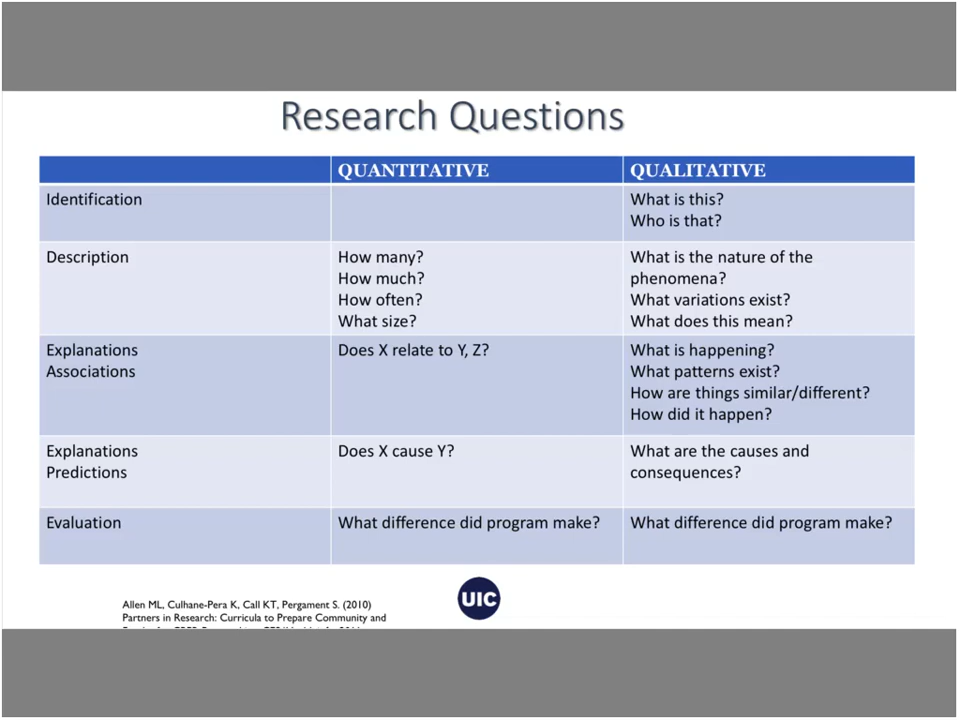 Research Questions
QUANTITATIVE
QUALITATIVE
Identification
What is this?
Who is that?
Description
How many?
How much?
How often?
What size?
What is the nature of the
phenomena?
What variations exist?
What does this mean?
Explanations
Associations
Does X relate to Y, Z?
What is happening?
What patterns exist?
How are things similar/different?
How did it happen?
Explanations
Predictions
Does X cause Y?
What are the causes and
consequences?
Evaluation
What difference did program make?
What difference did program make?
Allen ML, Culhane-Pera K, Call KT, Pergament S. (2010)
Partners in Research: Curricula to Prepare Community and
UIC